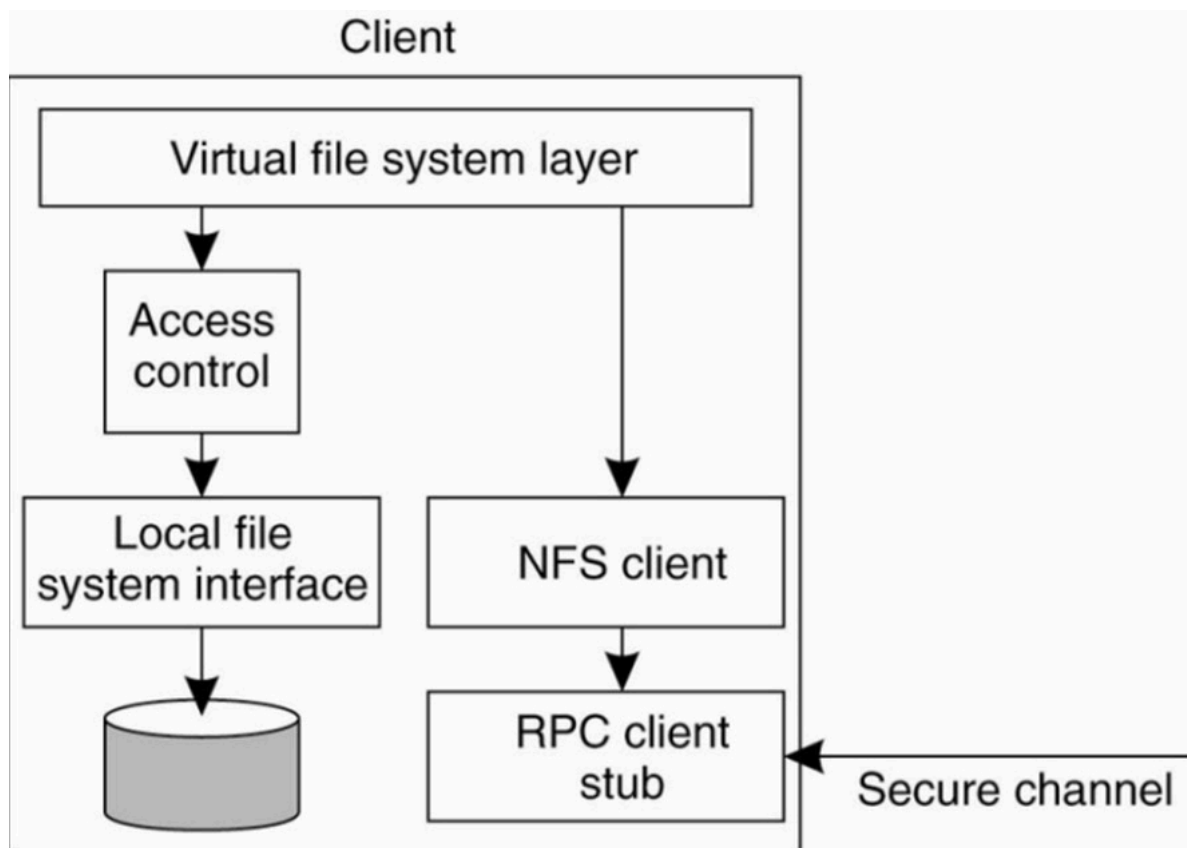 Client
Virtual file system layer
Access
control
Local file
system interface
NFS client
RPC client
stub
Secure channel